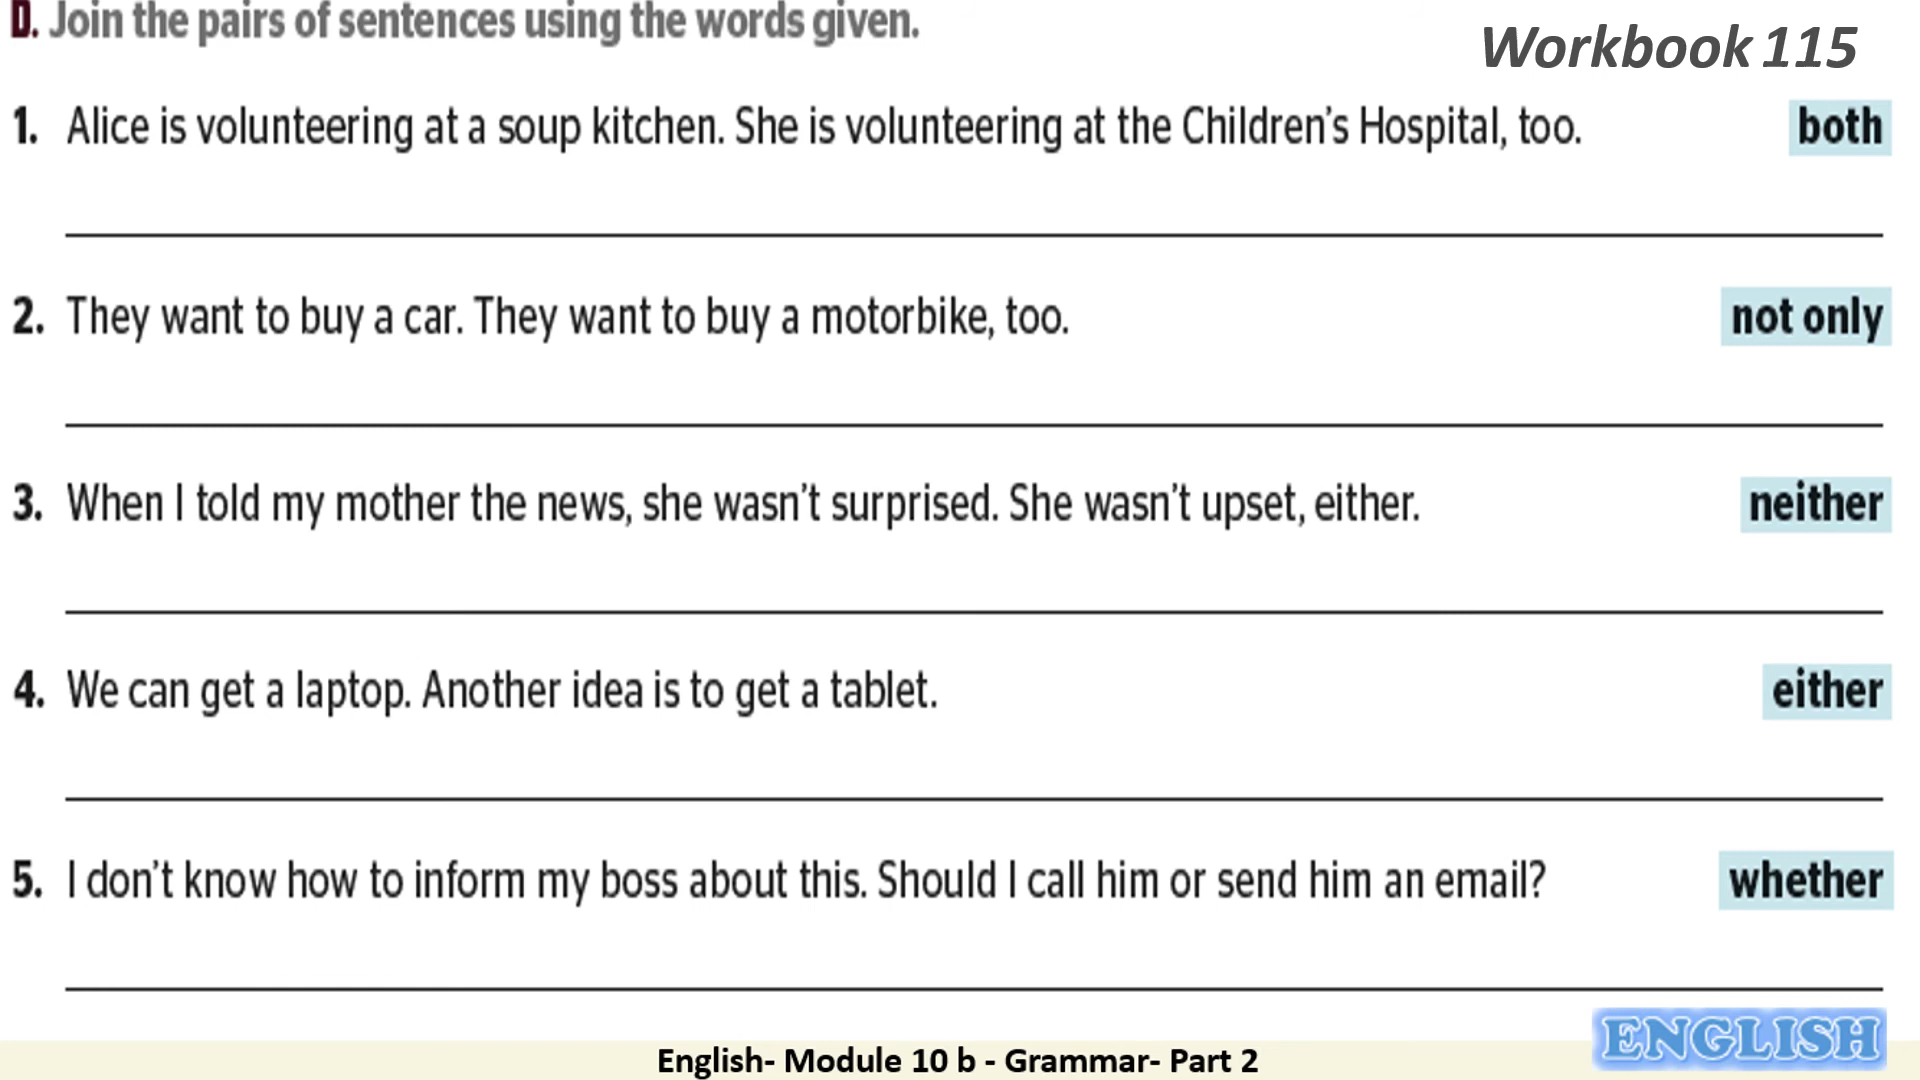 D. Join the pairs of sentences using the words given.
Workbook 115
1. Alice is volunteering at a soup kitchen. She is volunteering at the Children's Hospital, too. both
2. They want to buy a car. They want to buy a motorbike, too. not only
3. When I told my mother the news, she wasn't surprised. She wasn't upset, either. neither
4. We can get a laptop. Another idea is to get a tablet. either
5. I don't know how to inform my boss about this. Should I call him or send him an email? whether
ENGLISH
English- Module 10 b - Grammar- Part 2